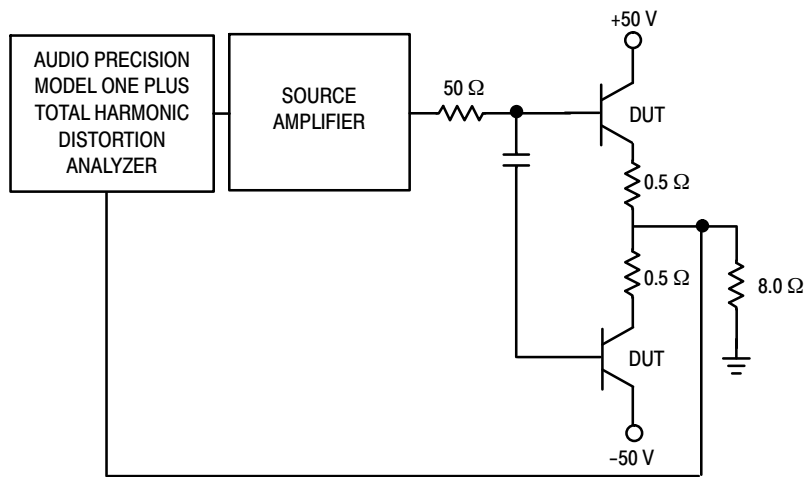 +50 V
AUDIO PRECISION
MODEL ONE PLUS
TOTAL HARMONIC
DISTORTION
ANALYZER
SOURCE
AMPLIFIER
50 Ω
DUT
0.5 Ω
0.5 Ω
8.0 Ω
DUT
-50 V